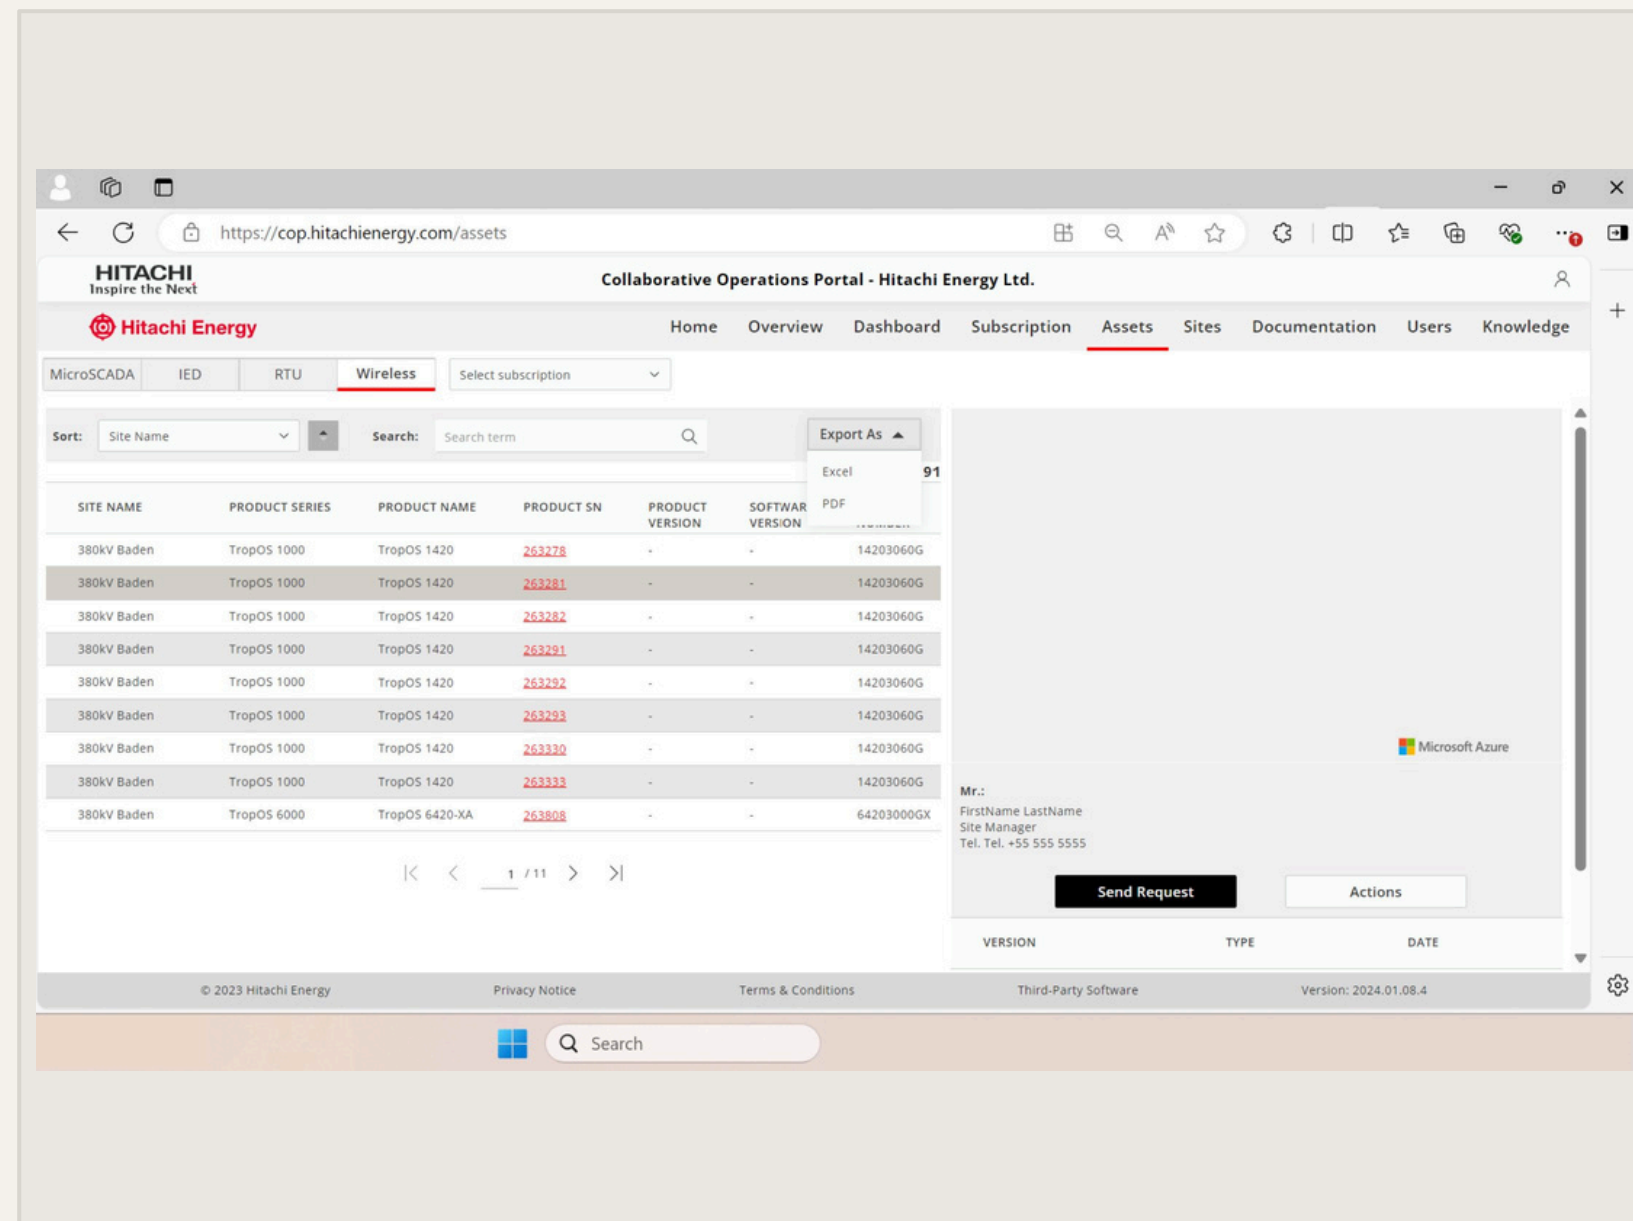 https://cop.hitachienergy.com/assets
HITACHI
Inspire the Next
Collaborative Operations Portal - Hitachi Energy Ltd.
Hitachi Energy
Home Overview Dashboard Subscription Assets Sites Documentation Users Knowledge
MicroSCADA IED RTU Wireless Select subscription
Sort: Site Name Search: Search term Export As
Excel
91
PDF
SITE NAME PRODUCT SERIES PRODUCT NAME PRODUCT SN PRODUCT VERSION VERSION
380kV Baden TropOS 1000 TropOS 1420 263278 - - 14203060G
380kV Baden TropOS 1000 TropOS 1420 263281 - - 14203060G
380kV Baden TropOS 1000 TropOS 1420 263282 - - 14203060G
380kV Baden TropOS 1000 TropOS 1420 263291 - - 14203060G
380kV Baden TropOS 1000 TropOS 1420 263292 - - 14203060G
380kV Baden TropOS 1000 TropOS 1420 263293 - - 14203060G
380kV Baden TropOS 1000 TropOS 1420 263330 - - 14203060G
380kV Baden TropOS 1000 TropOS 1420 263333 - - 14203060G
380kV Baden TropOS 6000 TropOS 6420-XA 263808 - - 64203000GX
1 / 11
Microsoft Azure
Mr.:
FirstName LastName
Site Manager
Tel. Tel. +55 555 5555
Send Request Actions
VERSION TYPE DATE
© 2023 Hitachi Energy Privacy Notice Terms & Conditions Third-Party Software Version: 2024.01.08.4
Search